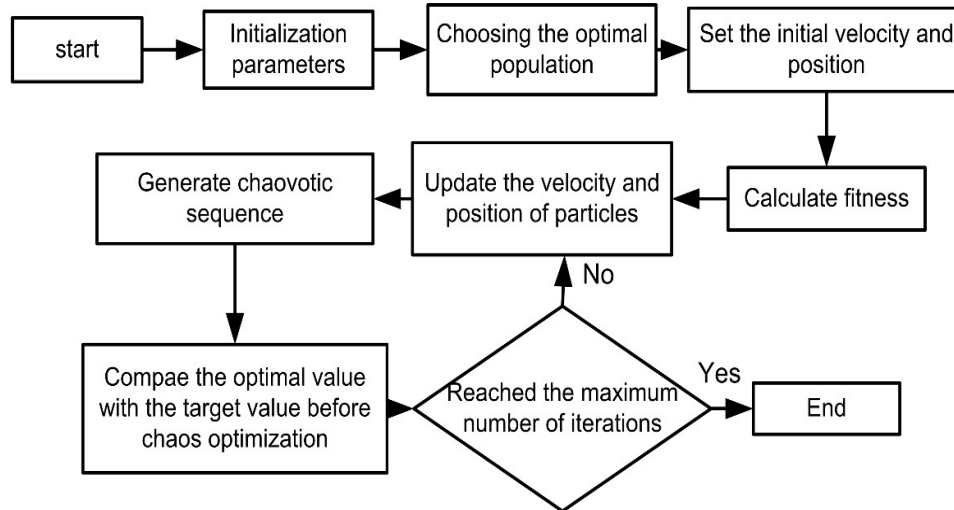 start
Initialization
parameters
Choosing the optimal
population
Set the initial velocity and
position
Generate chaovotic
sequence
Update the velocity and
position of particles
Calculate fitness
No
Compae the optimal value
with the target value before
chaos optimization
Reached the maximum
number of iterations
Yes
End